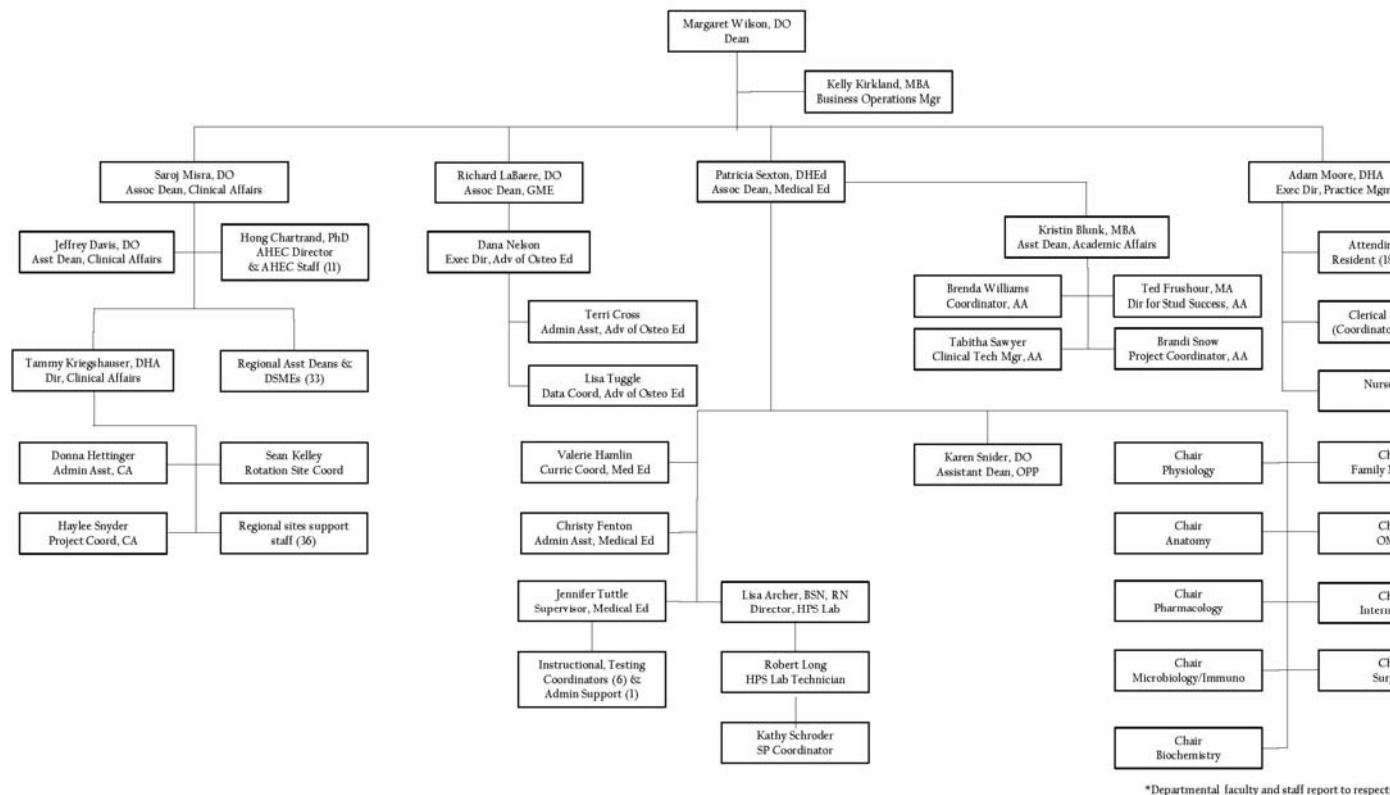 Margaret Wilson, DO
Dean
Kelly Kirkland, MBA
Business Operations Mgr
Saroj Misra, DO
Assoc Dean, Clinical Affairs
Richard LaBaere, DO
Assoc Dean, GME
Patricia Sexton, DHEd
Assoc Dean, Medical Ed
Adam Moore, DHA
Exec Dir, Practice Mgm
Jeffrey Davis, DO
Asst Dean, Clinical Affairs
Hong Chartrand, PhD
AHEC Director
& AHEC Staff (11)
Dana Nelson
Exec Dir, Adv of Osteo Ed
Kristin Blunk, MBA
Asst Dean, Academic Affairs
Resident (18
Brenda Williams
Coordinator, AA
Ted Frushour, MA
Dir for Stud Success, AA
Terri Cross
Admin Asst, Adv of Osteo Ed
Clerical
Tabitha Sawyer
Clinical Tech Mgr, AA
Brandi Snow
Project Coordinator, AA
Tammy Kriegshauser, DHA
Dir, Clinical Affairs
Regional Asst Deans &
DSMEs (33)
Lisa Tuggle
Data Coord, Adv of Osteo Ed
Donna Hettinger
Admin Asst, CA
Sean Kelley
Rotation Site Coord
Valerie Hamlin
Curric Coord, Med Ed
Karen Snider, DO
Assistant Dean, OPP
Chair
Physiology
Family
Haylee Snyder
Project Coord, CA
Regional sites support
staff (36)
Christy Fenton
Admin Asst, Medical Ed
Chair
Anatomy
Jennifer Tuttle
Supervisor, Medical Ed
Lisa Archer, BSN, RN
Director, HPS Lab
Chair
Pharmacology
Instructional, Testing
Coordinators (6) &
Admin Support (1)
Robert Long
HPS Lab Technician
Chair
Microbiology/Immuno
Kathy Schroder
SP Coordinator
Chair
Biochemistry
*Departmental faculty and staff report to respecti